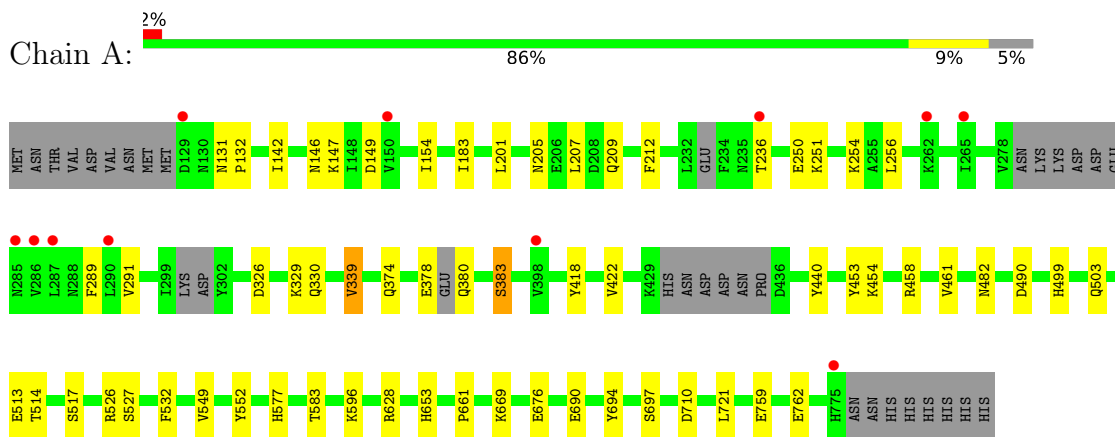 2%
Chain A:
86% 9% 5%
MET ASN THR VAL ASP VAL ASN MET MET D129 N130 N131 P132 I142 N146 K147 I148 D149 V150 I154 I183 L201 N205 E206 L207 D208 Q209 F212 L232 GLU F234 N235 T236 E250 K251 K254 A255 L256 K262 I265 V278 ASN LYS LYS ASP ASP GLU
N285 V286 L287 N288 F289 L290 V291 I299 LYS ASP Y302 D326 K329 Q330 V339 Q374 E378 GLU Q380 S383 V398 Y418 V422 K429 HIS ASN ASP ASP ASN PRO D436 Y440 Y453 K454 R458 V461 N482 D490 H499 Q503
E513 T514 S517 R526 S527 F532 V549 Y552 H577 T583 K596 R628 H653 P661 K669 E676 E690 Y694 S697 D710 L721 E759 E762 H775 ASN ASN HIS HIS HIS HIS HIS HIS